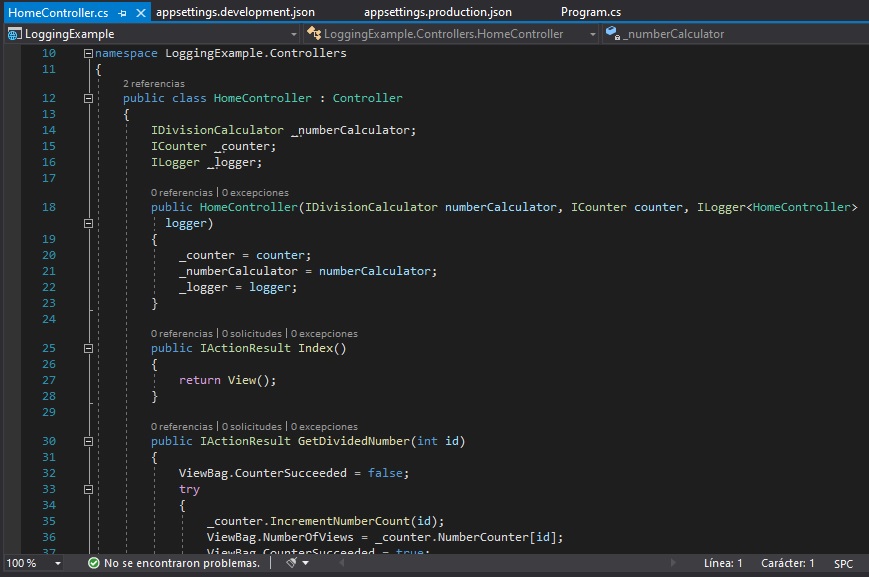 HomeController.cs appsettings.development.json appsettings.production.json Program.cs
LoggingExample LoggingExample.Controllers.HomeController _numberCalculator
10 namespace LoggingExample.Controllers
11 {
2 referencias
12 public class HomeController : Controller
13 {
14 IDivisionCalculator _numberCalculator;
15 ICounter _counter;
16 ILogger _logger;
17
0 referencias | 0 excepciones
18 public HomeController(IDivisionCalculator numberCalculator, ICounter counter, ILogger<HomeController>
logger)
19 {
20 _counter = counter;
21 _numberCalculator = numberCalculator;
22 _logger = logger;
23 }
24
0 referencias | 0 solicitudes | 0 excepciones
25 public IActionResult Index()
26 {
27 return View();
28 }
29
0 referencias | 0 solicitudes | 0 excepciones
30 public IActionResult GetDividedNumber(int id)
31 {
32 ViewBag.CounterSucceeded = false;
33 try
34 {
35 _counter.IncrementNumberCount(id);
36 ViewBag.NumberOfViews = _counter.NumberCounter[id];
37 ViewBag.CounterSucceeded = true;
100 % No se encontraron problemas. Línea: 1 Carácter: 1 SPC